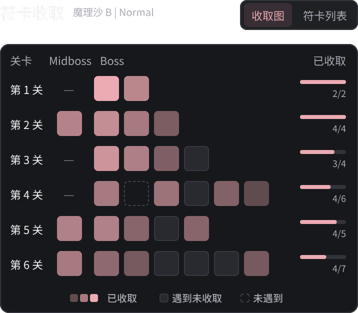 符卡收取 魔理沙 B | Normal 收取图 符卡列表
关卡 Midboss Boss 已收取
第 1 关 — 2/2
第 2 关 4/4
第 3 关 — 3/4
第 4 关 — 4/6
第 5 关 4/5
第 6 关 4/7
已收取 遇到未收取 未遇到